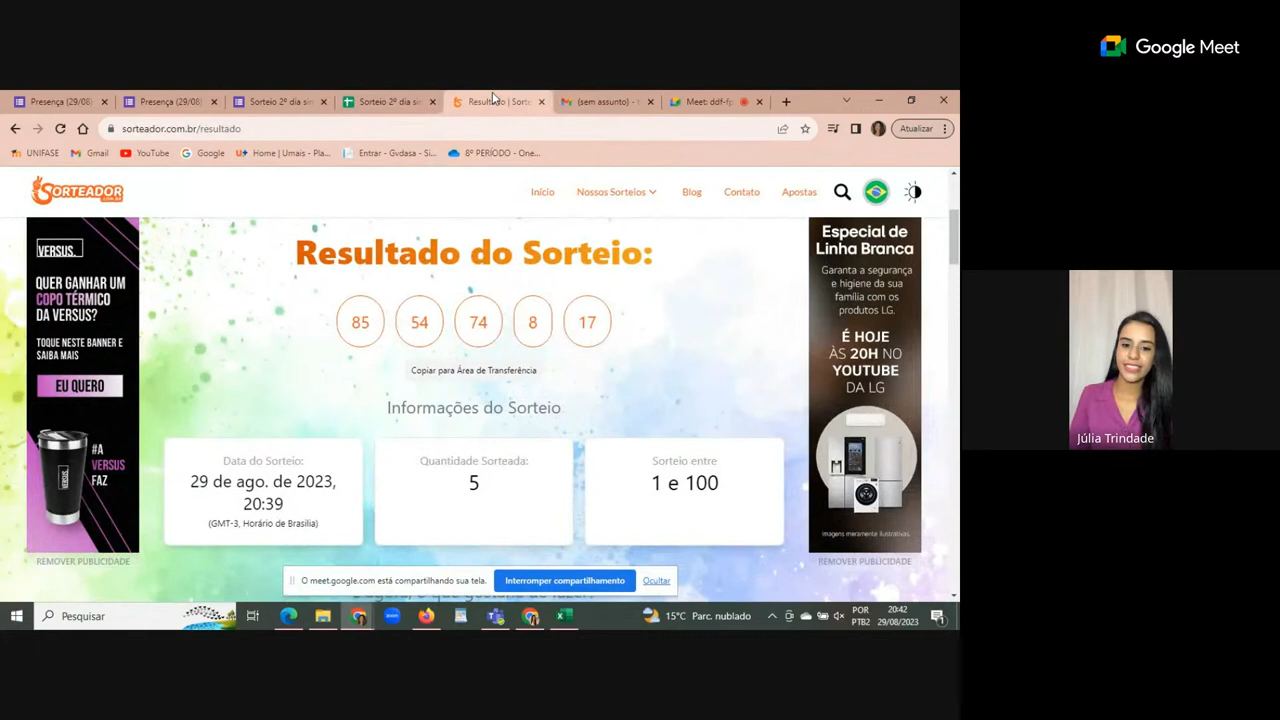 Google Meet
Presença (29/08)
Presença (29/08)
Sorteio 2º dia sin
Sorteio 2º dia sin
Resultado | Sorte
(sem assunto) -
Meet: ddf-fp
sorteador.com.br/resultado
Atualizar
UNIFASE
Gmail
YouTube
Google
Home | Umais - Pla...
Entrar - Gvdasa - Si...
8º PERÍODO - One...
SORTEADOR
.COM.BR
Início
Nossos Sorteios
Blog
Contato
Apostas
VERSUS.
QUER GANHAR UM
COPO TÉRMICO
DA VERSUS?
TOQUE NESTE BANNER E
SAIBA MAIS
EU QUERO
#A
VERSUS
FAZ
REMOVER PUBLICIDADE
Resultado do Sorteio:
85 54 74 8 17
Copiar para Área de Transferência
Informações do Sorteio
Data do Sorteio:
29 de ago. de 2023,
20:39
(GMT-3, Horário de Brasilia)
Quantidade Sorteada:
5
Sorteio entre
1 e 100
Especial de
Linha Branca
Garanta a segurança
e higiene da sua
família com os
produtos LG.
É HOJE
ÀS 20H NO
YOUTUBE
DA LG
Imagens meramente ilustrativas.
REMOVER PUBLICIDADE
O meet.google.com está compartilhando sua tela.
Interromper compartilhamento
Ocultar
Pesquisar
15°C Parc. nublado
POR
PTB2
20:42
29/08/2023
Júlia Trindade